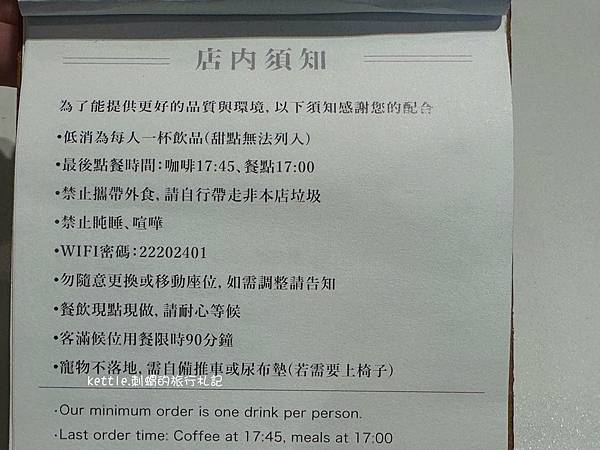 店內須知
為了能提供更好的品質與環境, 以下須知感謝您的配合
•低消為每人一杯飲品(甜點無法列入)
•最後點餐時間:咖啡17:45、餐點17:00
•禁止攜帶外食, 請自行帶走非本店垃圾
•禁止盹睡、喧嘩
•WIFI密碼:22202401
•勿隨意更換或移動座位, 如需調整請告知
•餐飲現點現做, 請耐心等候
•客滿候位用餐限時90分鐘
•寵物不落地, 需自備推車或尿布墊(若需要上椅子)
kettle.刺蝟的旅行札記
·Our minimum order is one drink per person.
·Last order time: Coffee at 17:45, meals at 17:00